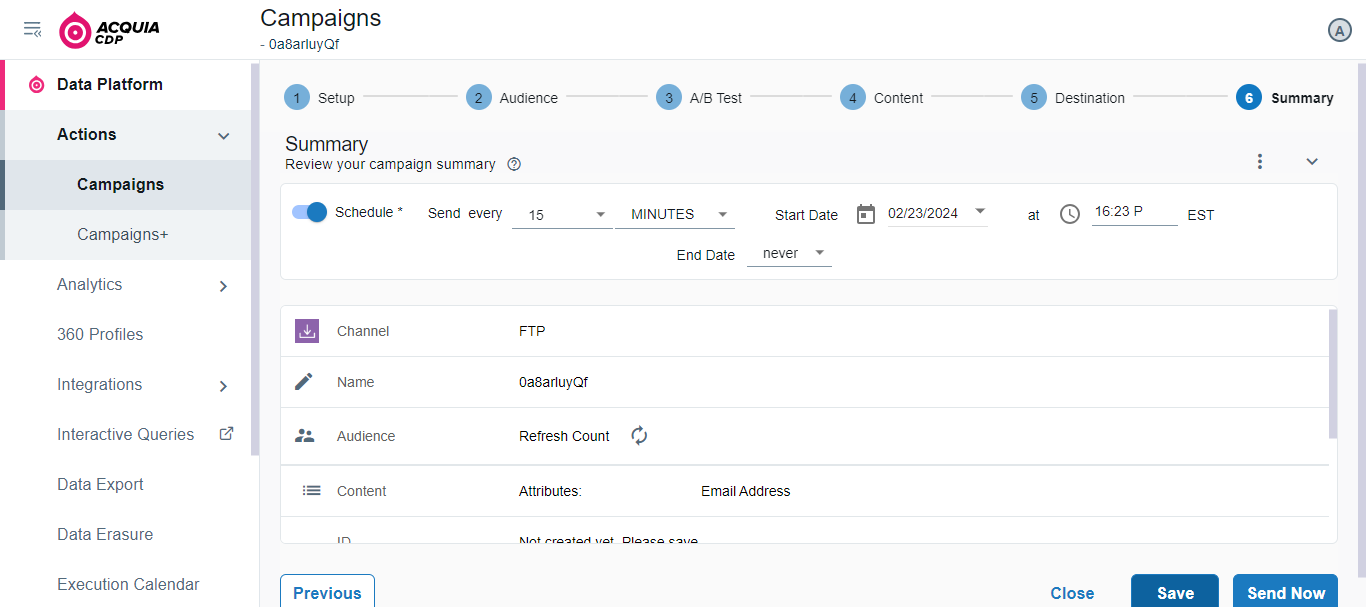 ACQUIA
CDP
Campaigns
- 0a8arIuyQf
A
Data Platform
Actions
Campaigns
Campaigns+
Analytics
360 Profiles
Integrations
Interactive Queries
Data Export
Data Erasure
Execution Calendar
1 Setup
2 Audience
3 A/B Test
4 Content
5 Destination
6 Summary
Summary
Review your campaign summary ?
Schedule * Send every 15 MINUTES Start Date 02/23/2024 at 16:23 P EST
End Date never
Channel FTP
Name 0a8arIuyQf
Audience Refresh Count
Content Attributes: Email Address
ID Not created yet. Please save
Previous Close Save Send Now